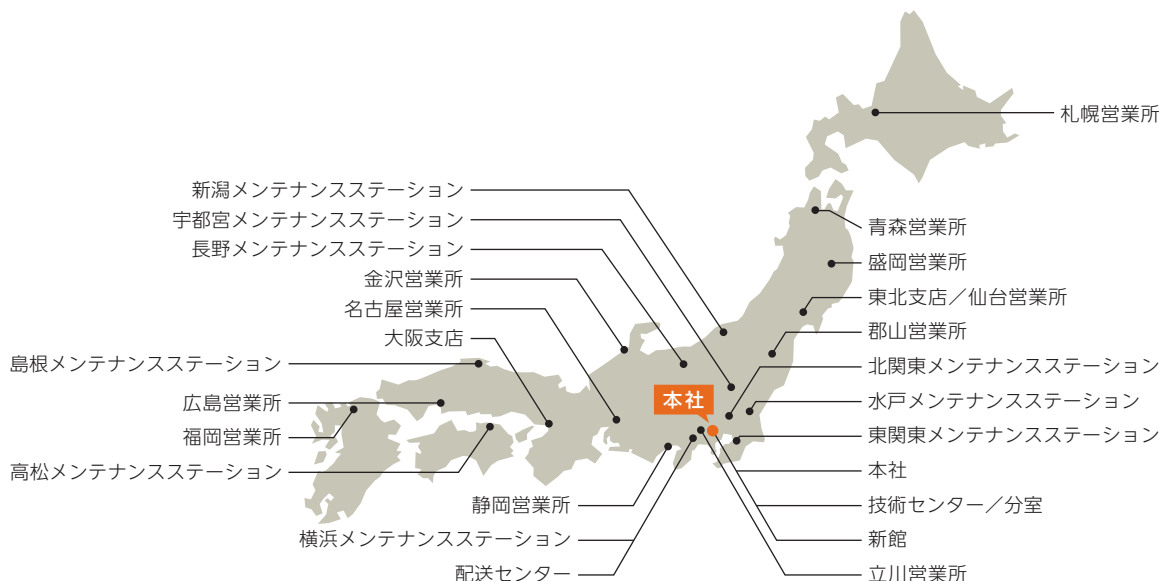 札幌営業所
新潟メンテナンスステーション
宇都宮メンテナンスステーション
長野メンテナンスステーション
金沢営業所
名古屋営業所
大阪支店
島根メンテナンスステーション
広島営業所
福岡営業所
高松メンテナンスステーション
静岡営業所
横浜メンテナンスステーション
配送センター
本社
青森営業所
盛岡営業所
東北支店／仙台営業所
郡山営業所
北関東メンテナンスステーション
水戸メンテナンスステーション
東関東メンテナンスステーション
本社
技術センター／分室
新館
立川営業所